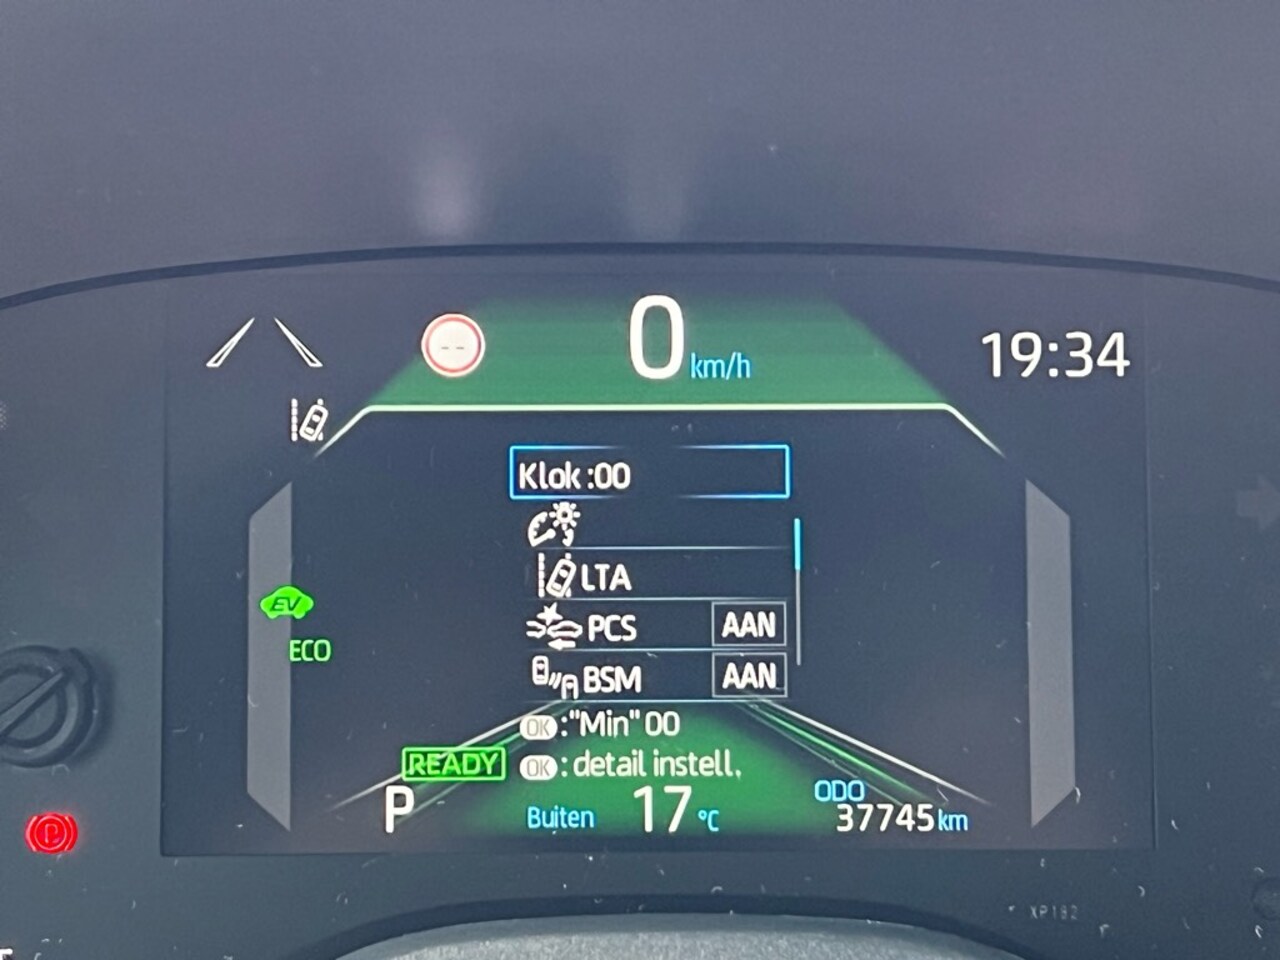 0 km/h
19:34
--
Klok :00
LTA
PCS AAN
BSM AAN
OK :"Min" 00
OK : detail instell.
EV
ECO
READY
P
Buiten 17 °C
ODO
37745 km
XP182